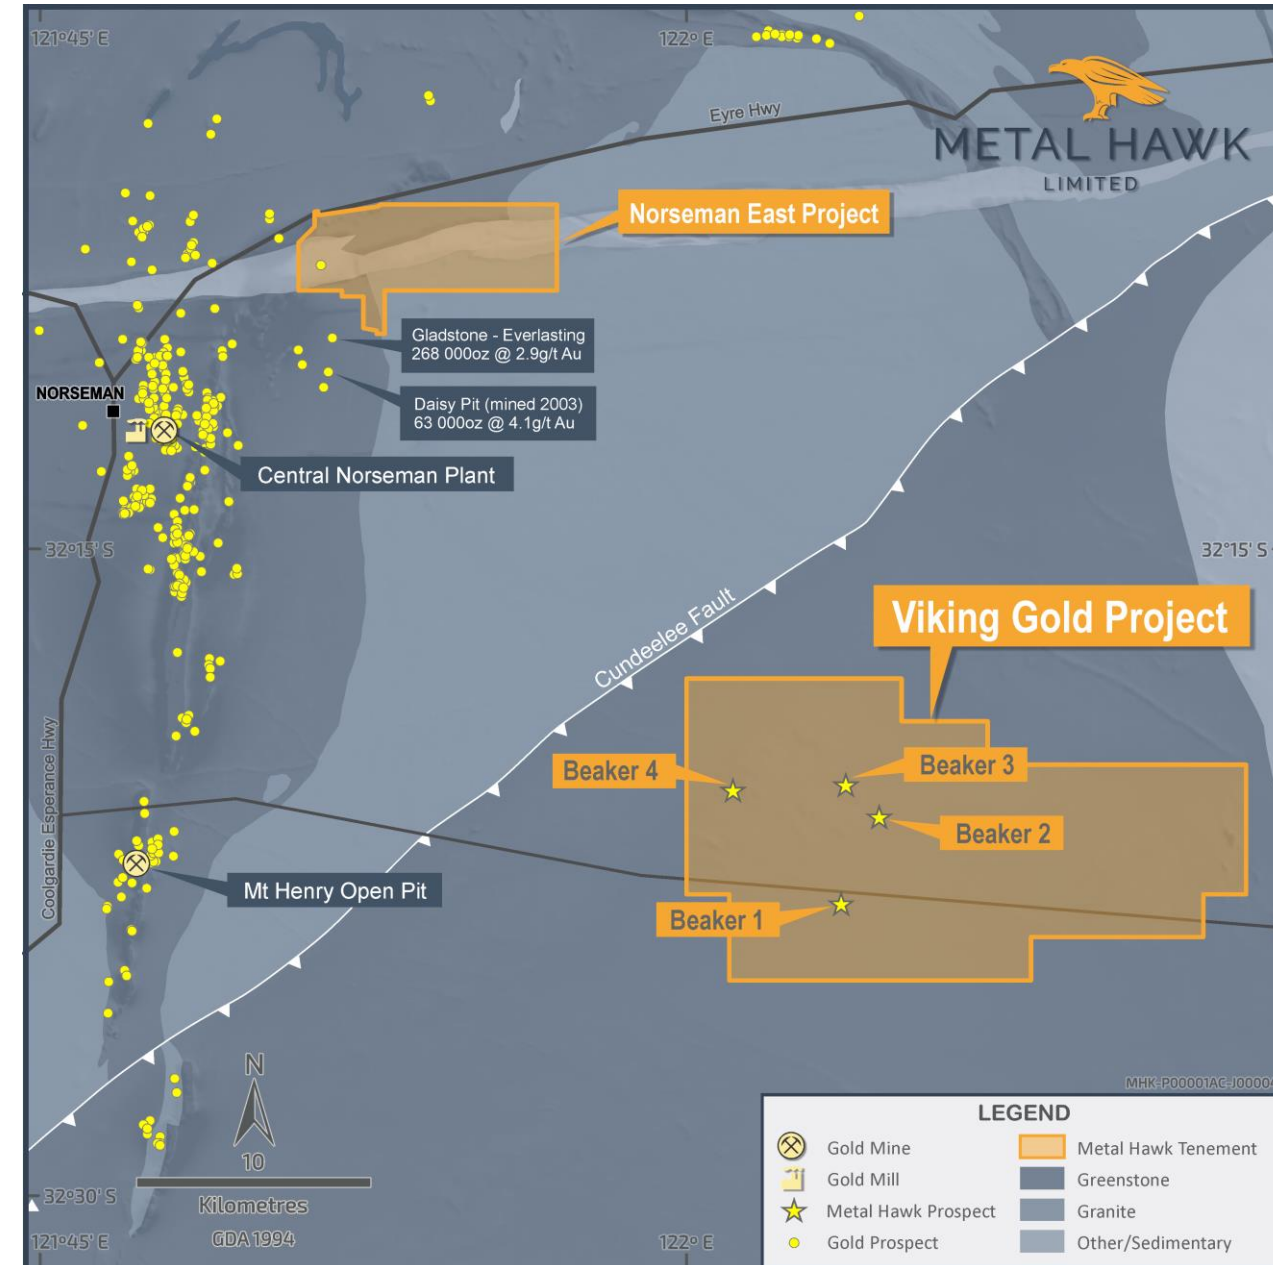 121°45' E
122° E
Eyre Hwy
METAL HAWK
LIMITED
Norseman East Project
Gladstone - Everlasting
268 000oz @ 2.9g/t Au
NORSEMAN
Daisy Pit (mined 2003)
63 000oz @ 4.1g/t Au
Central Norseman Plant
32°15' S
32°15' S
Cundeelee Fault
Viking Gold Project
Coolgardie Esperance Hwy
Beaker 4
Beaker 3
Beaker 2
Mt Henry Open Pit
Beaker 1
N
10
Kilometres
GDA 1994
32°30' S
121°45' E
122° E
MHK-P00001AC-J00004
LEGEND
Gold Mine
Gold Mill
Metal Hawk Prospect
Gold Prospect
Metal Hawk Tenement
Greenstone
Granite
Other/Sedimentary